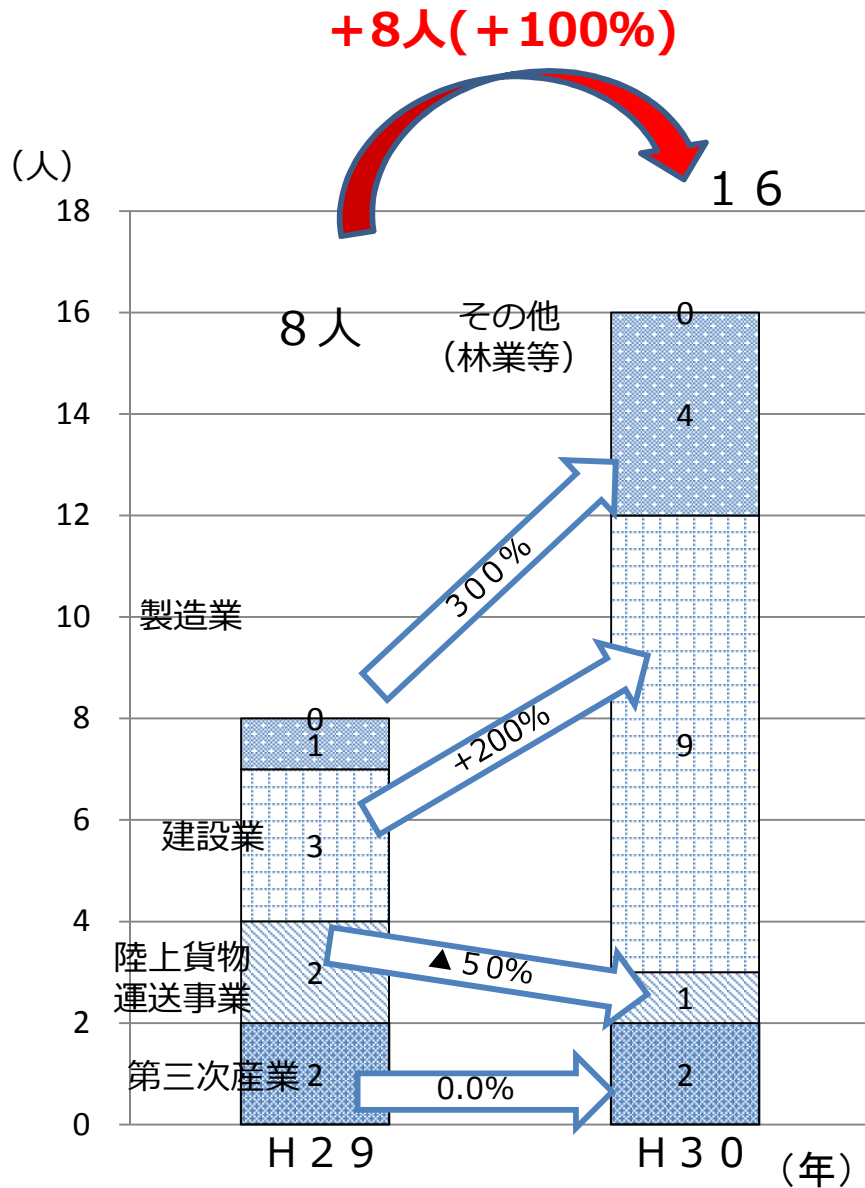 ＋8人(＋100%)
（人）
１６
18
16
14
12
10
8
6
4
2
0
８人
その他
（林業等）
製造業
建設業
陸上貨物
運送事業
第三次産業
0
1
3
2
2
300%
+200%
▲ 50%
0.0%
0
4
9
1
2
Ｈ２９
Ｈ３０
（年）